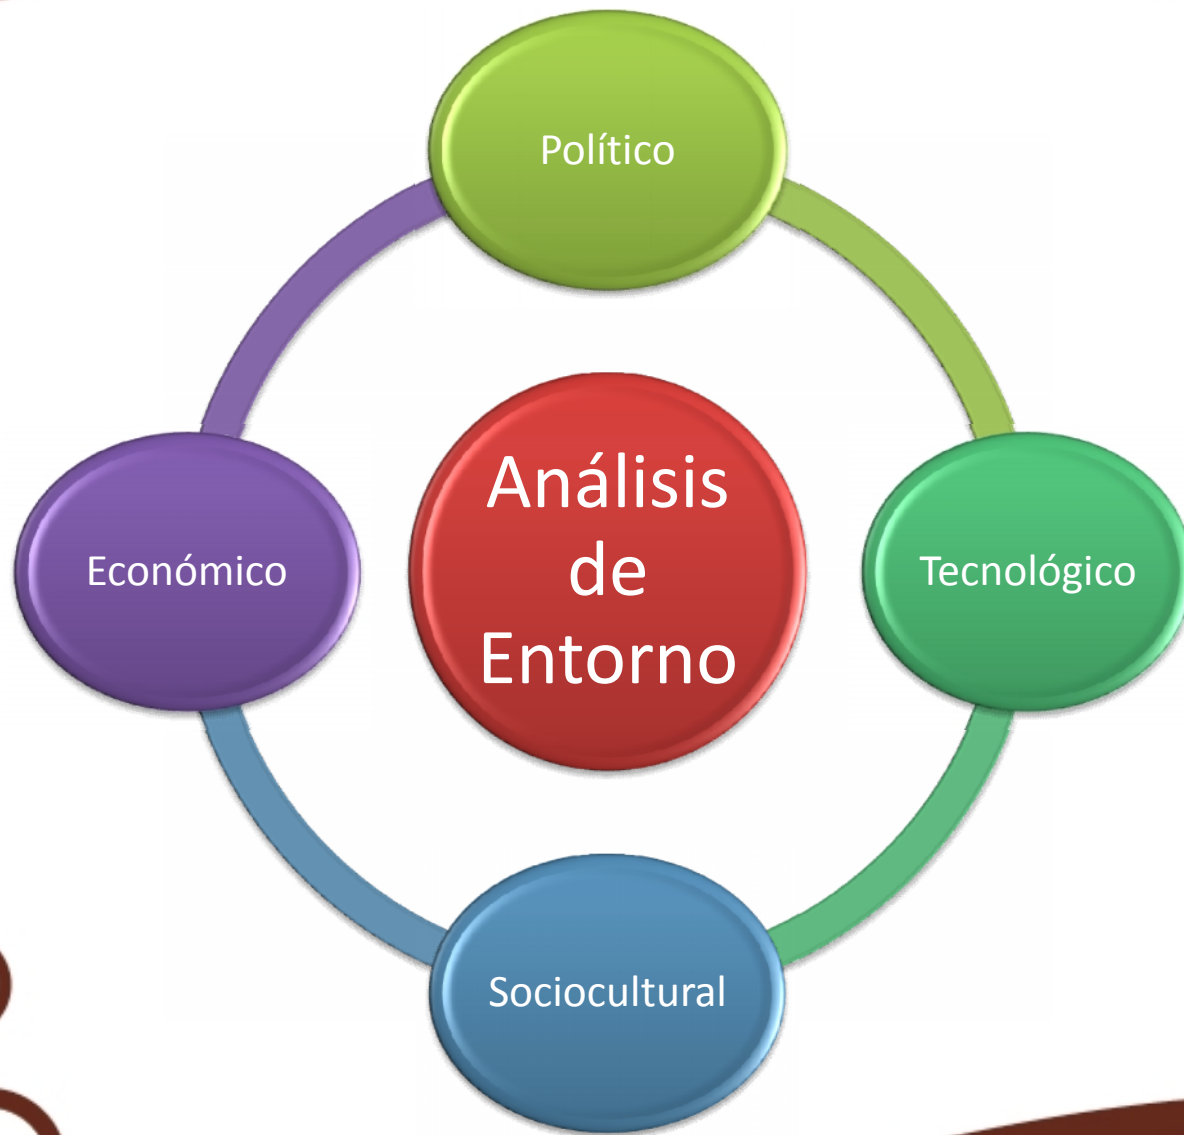 Político
Económico
Análisis
de
Entorno
Tecnológico
Sociocultural